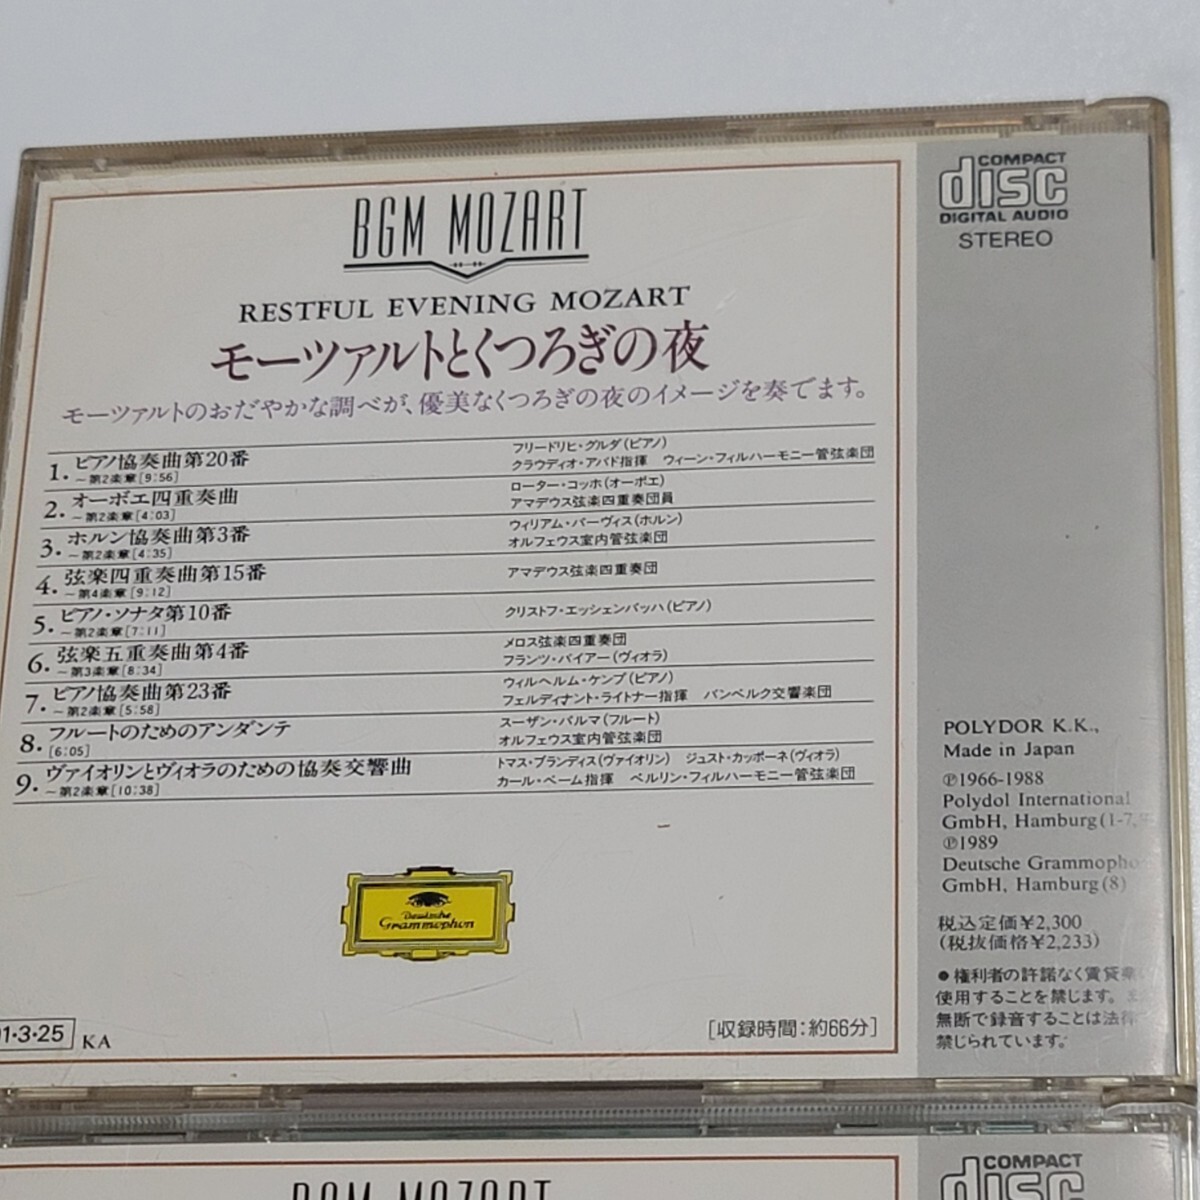 BGM MOZART
RESTFUL EVENING MOZART
モーツァルトとくつろぎの夜
モーツァルトのおだやかな調べが、優美なくつろぎの夜のイメージを奏でます。
1. ピアノ協奏曲第20番
〜第2楽章[9:56]
フリードリヒ・グルダ(ピアノ)
クラウディオ・アバド指揮 ウィーン・フィルハーモニー管弦楽団
2. オーボエ四重奏曲
〜第2楽章[4:03]
ローター・コッホ(オーボエ)
アマデウス弦楽四重奏団員
3. ホルン協奏曲第3番
〜第2楽章[4:35]
ウィリアム・パーヴィス(ホルン)
オルフェウス室内管弦楽団
4. 弦楽四重奏曲第15番
〜第4楽章[9:12]
アマデウス弦楽四重奏団
5. ピアノ・ソナタ第10番
〜第2楽章[7:11]
クリストフ・エッシェンバッハ(ピアノ)
6. 弦楽五重奏曲第4番
〜第3楽章[8:34]
メロス弦楽四重奏団
フランツ・バイアー(ヴィオラ)
7. ピアノ協奏曲第23番
〜第2楽章[5:58]
ウィルヘルム・ケンプ(ピアノ)
フェルディナント・ライトナー指揮 バンベルク交響楽団
8. フルートのためのアンダンテ
[6:05]
スーザン・パルマ(フルート)
オルフェウス室内管弦楽団
9. ヴァイオリンとヴィオラのための協奏交響曲
〜第2楽章[10:38]
トマス・ブランディス(ヴァイオリン) ジュスト・カッポーネ(ヴィオラ)
カール・ベーム指揮 ベルリン・フィルハーモニー管弦楽団
Deutsche
Grammophon
1・3・25 KA
[収録時間:約66分]
COMPACT
disc
DIGITAL AUDIO
STEREO
POLYDOR K.K.,
Made in Japan
℗1966-1988
Polydol International
GmbH, Hamburg(1-7,
℗1989
Deutsche Grammopho
GmbH, Hamburg(8)
税込定価¥2,300
(税抜価格¥2,233)
●権利者の許諾なく賃貸業
使用することを禁じます。ま
無断で録音することは法律
禁じられています。
BGM MOZART
COMPACT
disc